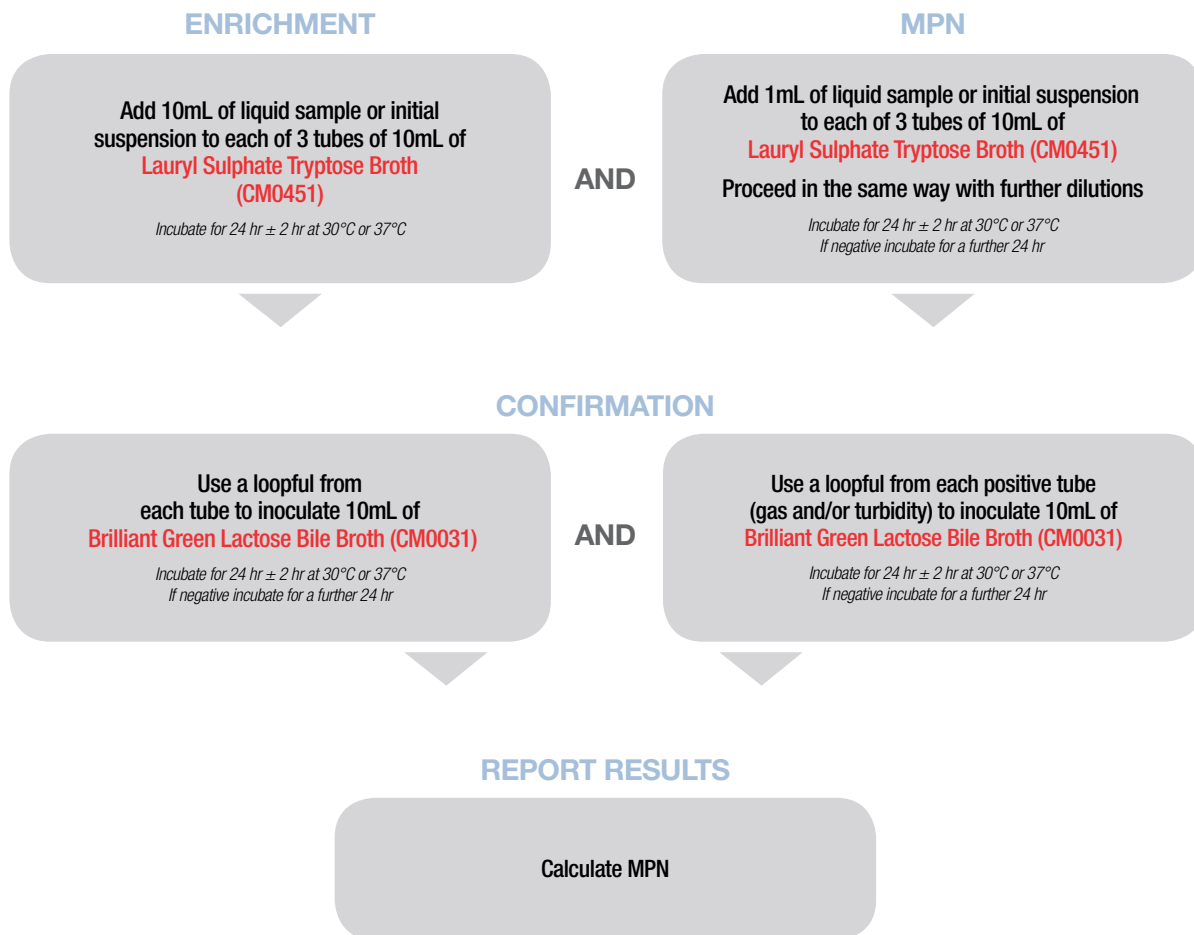 ENRICHMENT
Add 10mL of liquid sample or initial
suspension to each of 3 tubes of 10mL of
Lauryl Sulphate Tryptose Broth
(CM0451)
Incubate for 24 hr ± 2 hr at 30°C or 37°C
AND
MPN
Add 1mL of liquid sample or initial suspension
to each of 3 tubes of 10mL of
Lauryl Sulphate Tryptose Broth (CM0451)
Proceed in the same way with further dilutions
Incubate for 24 hr ± 2 hr at 30°C or 37°C
If negative incubate for a further 24 hr
CONFIRMATION
Use a loopful from
each tube to inoculate 10mL of
Brilliant Green Lactose Bile Broth (CM0031)
Incubate for 24 hr ± 2 hr at 30°C or 37°C
If negative incubate for a further 24 hr
AND
Use a loopful from each positive tube
(gas and/or turbidity) to inoculate 10mL of
Brilliant Green Lactose Bile Broth (CM0031)
Incubate for 24 hr ± 2 hr at 30°C or 37°C
If negative incubate for a further 24 hr
REPORT RESULTS
Calculate MPN